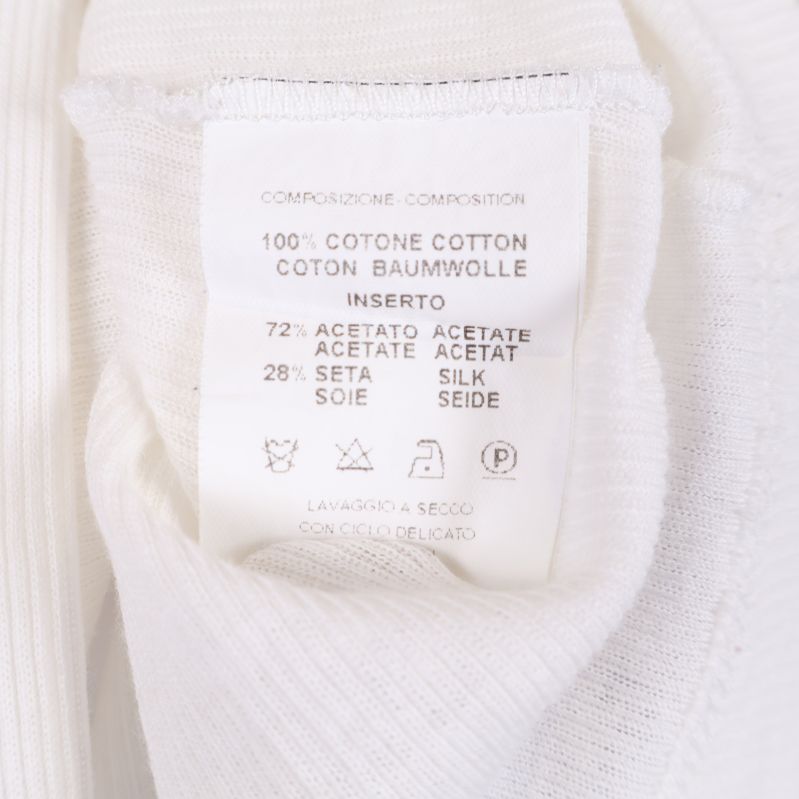 COMPOSIZIONE-COMPOSITION
100% COTONE COTTON
COTON BAUMWOLLE
INSERTO
72% ACETATO ACETATE
ACETATE ACETAT
28% SETA SILK
SOIE SEIDE
P
LAVAGGIO A SECCO
CON CICLO DELICATO